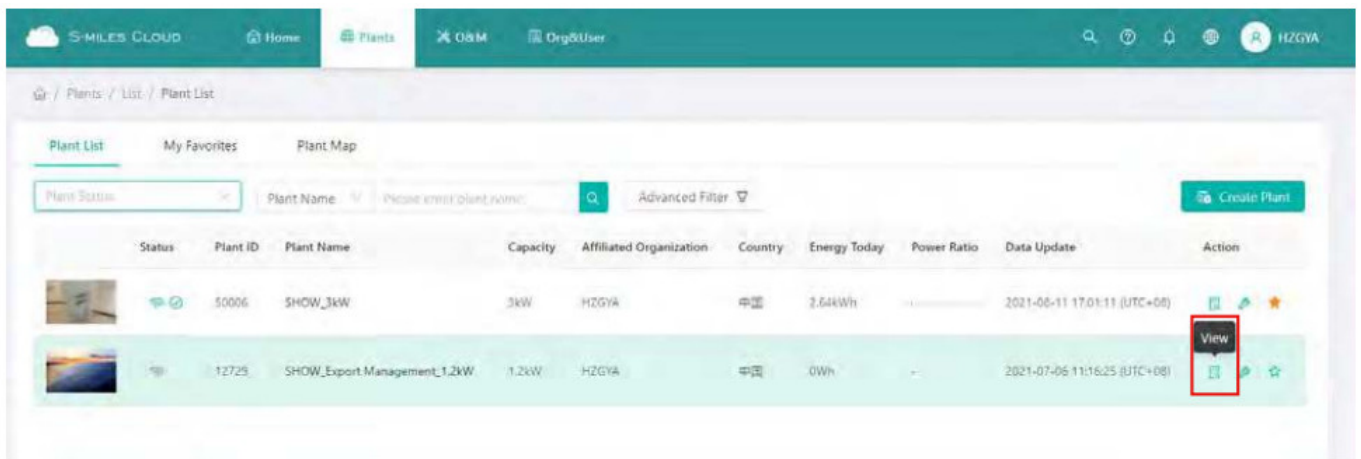 S-MILES CLOUD Home Plants O&M Org&User HZGYA
/ Plants / List / Plant List
Plant List My Favorites Plant Map
Plant Status Plant Name Please enter plant name Advanced Filter Create Plant
Status Plant ID Plant Name Capacity Affiliated Organization Country Energy Today Power Ratio Data Update Action
50006 SHOW_3kW 3kW HZGYA 中国 2.64kWh 2021-08-11 17:01:11 (UTC+08)
View
12729 SHOW_Export Management_1.2kW 1.2kW HZGYA 中国 0Wh - 2021-07-06 11:16:25 (UTC+08)